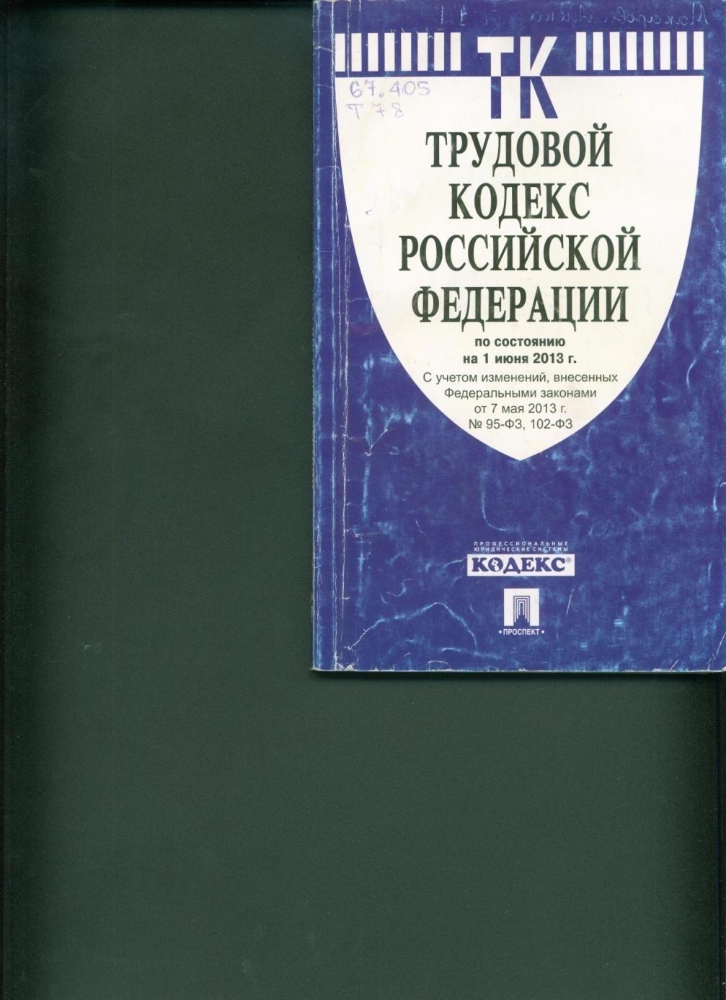 ТК
67.405
Т 78
ТРУДОВОЙ
КОДЕКС
РОССИЙСКОЙ
ФЕДЕРАЦИИ
по состоянию
на 1 июня 2013 г.
С учетом изменений, внесенных
Федеральными законами
от 7 мая 2013 г.
№ 95-ФЗ, 102-ФЗ
ПРОФЕССИОНАЛЬНЫЕ
ЮРИДИЧЕСКИЕ СИСТЕМЫ
КОДЕКС®
• ПРОСПЕКТ •